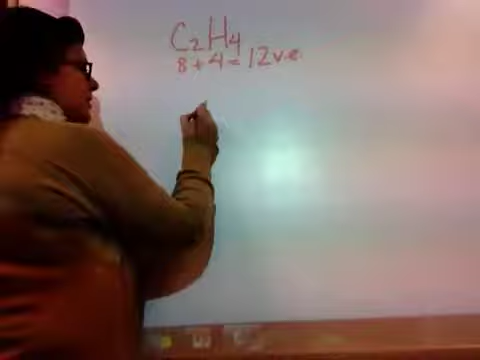 C₂H₄
8 + 4 = 12 v.e.